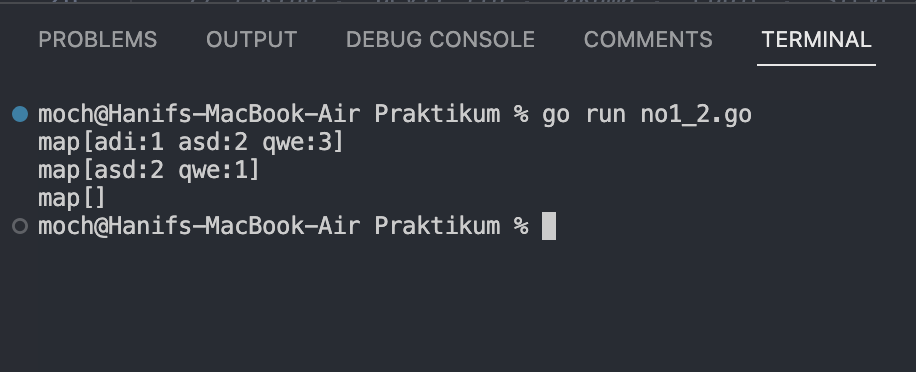 PROBLEMS OUTPUT DEBUG CONSOLE COMMENTS TERMINAL
moch@Hanifs-MacBook-Air Praktikum % go run no1_2.go
map[adi:1 asd:2 qwe:3]
map[asd:2 qwe:1]
map[]
moch@Hanifs-MacBook-Air Praktikum %